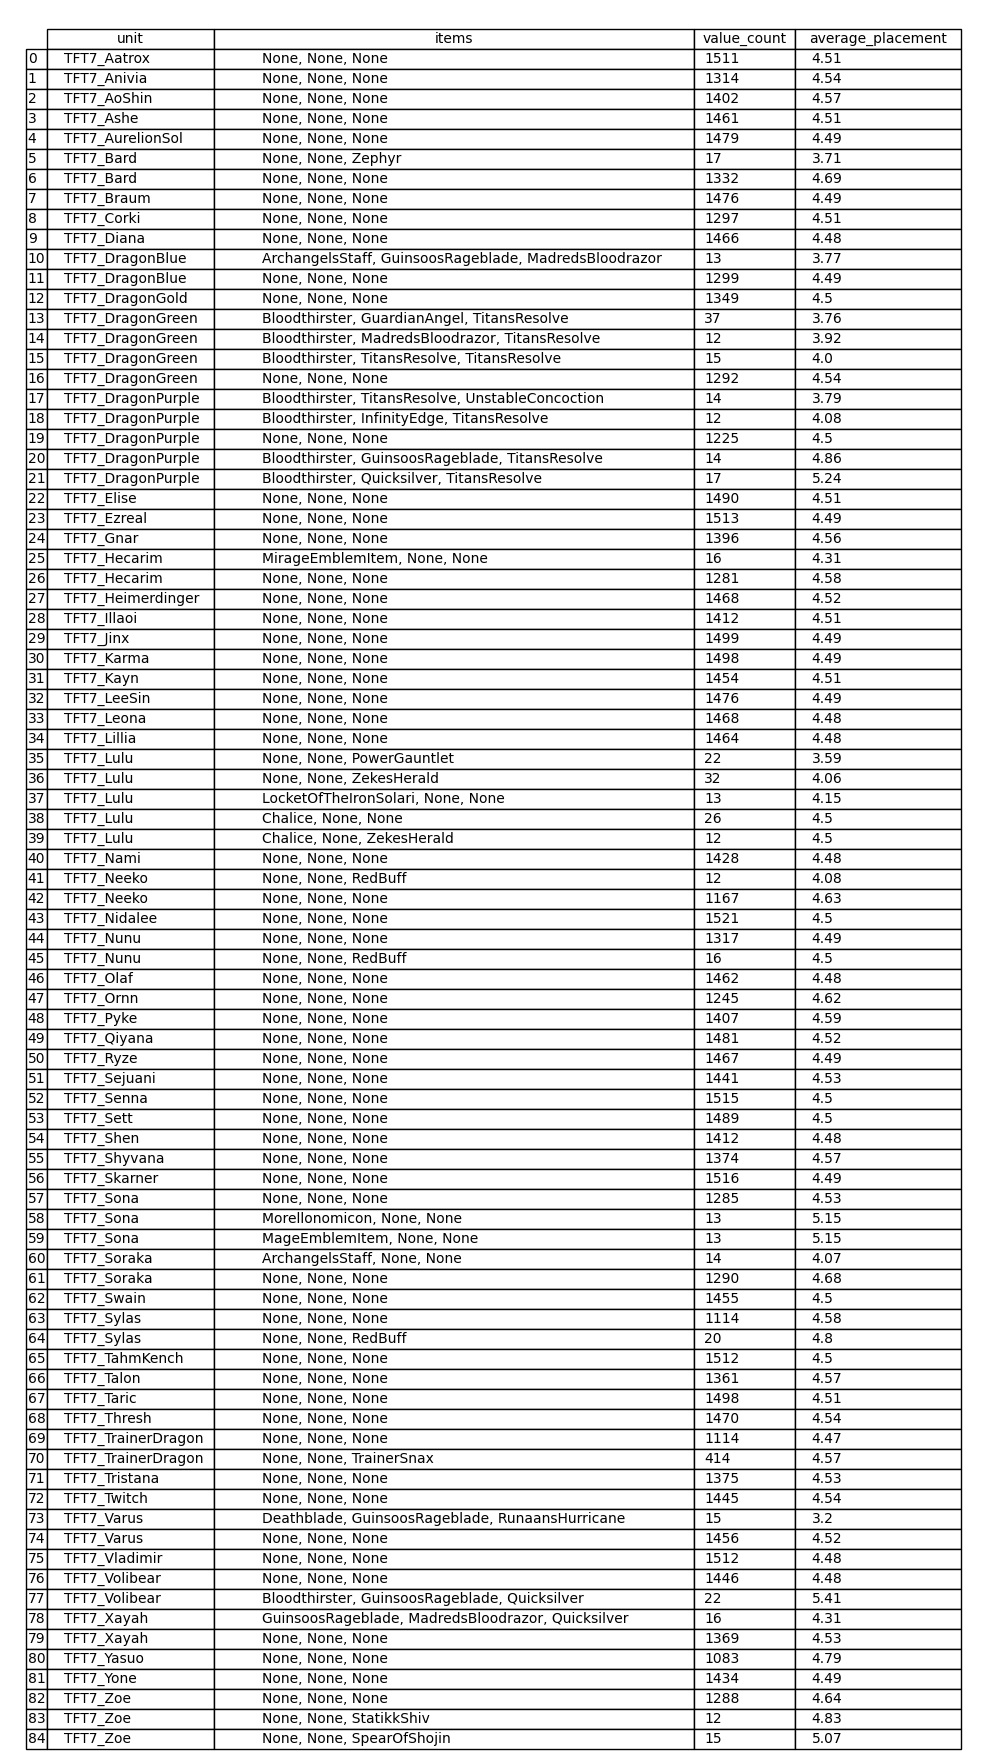 unit items value_count average_placement
0 TFT7_Aatrox None, None, None 1511 4.51
1 TFT7_Anivia None, None, None 1314 4.54
2 TFT7_AoShin None, None, None 1402 4.57
3 TFT7_Ashe None, None, None 1461 4.51
4 TFT7_AurelionSol None, None, None 1479 4.49
5 TFT7_Bard None, None, Zephyr 17 3.71
6 TFT7_Bard None, None, None 1332 4.69
7 TFT7_Braum None, None, None 1476 4.49
8 TFT7_Corki None, None, None 1297 4.51
9 TFT7_Diana None, None, None 1466 4.48
10 TFT7_DragonBlue ArchangelsStaff, GuinsoosRageblade, MadredsBloodrazor 13 3.77
11 TFT7_DragonBlue None, None, None 1299 4.49
12 TFT7_DragonGold None, None, None 1349 4.5
13 TFT7_DragonGreen Bloodthirster, GuardianAngel, TitansResolve 37 3.76
14 TFT7_DragonGreen Bloodthirster, MadredsBloodrazor, TitansResolve 12 3.92
15 TFT7_DragonGreen Bloodthirster, TitansResolve, TitansResolve 15 4.0
16 TFT7_DragonGreen None, None, None 1292 4.54
17 TFT7_DragonPurple Bloodthirster, TitansResolve, UnstableConcoction 14 3.79
18 TFT7_DragonPurple Bloodthirster, InfinityEdge, TitansResolve 12 4.08
19 TFT7_DragonPurple None, None, None 1225 4.5
20 TFT7_DragonPurple Bloodthirster, GuinsoosRageblade, TitansResolve 14 4.86
21 TFT7_DragonPurple Bloodthirster, Quicksilver, TitansResolve 17 5.24
22 TFT7_Elise None, None, None 1490 4.51
23 TFT7_Ezreal None, None, None 1513 4.49
24 TFT7_Gnar None, None, None 1396 4.56
25 TFT7_Hecarim MirageEmblemItem, None, None 16 4.31
26 TFT7_Hecarim None, None, None 1281 4.58
27 TFT7_Heimerdinger None, None, None 1468 4.52
28 TFT7_Illaoi None, None, None 1412 4.51
29 TFT7_Jinx None, None, None 1499 4.49
30 TFT7_Karma None, None, None 1498 4.49
31 TFT7_Kayn None, None, None 1454 4.51
32 TFT7_LeeSin None, None, None 1476 4.49
33 TFT7_Leona None, None, None 1468 4.48
34 TFT7_Lillia None, None, None 1464 4.48
35 TFT7_Lulu None, None, PowerGauntlet 22 3.59
36 TFT7_Lulu None, None, ZekesHerald 32 4.06
37 TFT7_Lulu LocketOfTheIronSolari, None, None 13 4.15
38 TFT7_Lulu Chalice, None, None 26 4.5
39 TFT7_Lulu Chalice, None, ZekesHerald 12 4.5
40 TFT7_Nami None, None, None 1428 4.48
41 TFT7_Neeko None, None, RedBuff 12 4.08
42 TFT7_Neeko None, None, None 1167 4.63
43 TFT7_Nidalee None, None, None 1521 4.5
44 TFT7_Nunu None, None, None 1317 4.49
45 TFT7_Nunu None, None, RedBuff 16 4.5
46 TFT7_Olaf None, None, None 1462 4.48
47 TFT7_Ornn None, None, None 1245 4.62
48 TFT7_Pyke None, None, None 1407 4.59
49 TFT7_Qiyana None, None, None 1481 4.52
50 TFT7_Ryze None, None, None 1467 4.49
51 TFT7_Sejuani None, None, None 1441 4.53
52 TFT7_Senna None, None, None 1515 4.5
53 TFT7_Sett None, None, None 1489 4.5
54 TFT7_Shen None, None, None 1412 4.48
55 TFT7_Shyvana None, None, None 1374 4.57
56 TFT7_Skarner None, None, None 1516 4.49
57 TFT7_Sona None, None, None 1285 4.53
58 TFT7_Sona Morellonomicon, None, None 13 5.15
59 TFT7_Sona MageEmblemItem, None, None 13 5.15
60 TFT7_Soraka ArchangelsStaff, None, None 14 4.07
61 TFT7_Soraka None, None, None 1290 4.68
62 TFT7_Swain None, None, None 1455 4.5
63 TFT7_Sylas None, None, None 1114 4.58
64 TFT7_Sylas None, None, RedBuff 20 4.8
65 TFT7_TahmKench None, None, None 1512 4.5
66 TFT7_Talon None, None, None 1361 4.57
67 TFT7_Taric None, None, None 1498 4.51
68 TFT7_Thresh None, None, None 1470 4.54
69 TFT7_TrainerDragon None, None, None 1114 4.47
70 TFT7_TrainerDragon None, None, TrainerSnax 414 4.57
71 TFT7_Tristana None, None, None 1375 4.53
72 TFT7_Twitch None, None, None 1445 4.54
73 TFT7_Varus Deathblade, GuinsoosRageblade, RunaansHurricane 15 3.2
74 TFT7_Varus None, None, None 1456 4.52
75 TFT7_Vladimir None, None, None 1512 4.48
76 TFT7_Volibear None, None, None 1446 4.48
77 TFT7_Volibear Bloodthirster, GuinsoosRageblade, Quicksilver 22 5.41
78 TFT7_Xayah GuinsoosRageblade, MadredsBloodrazor, Quicksilver 16 4.31
79 TFT7_Xayah None, None, None 1369 4.53
80 TFT7_Yasuo None, None, None 1083 4.79
81 TFT7_Yone None, None, None 1434 4.49
82 TFT7_Zoe None, None, None 1288 4.64
83 TFT7_Zoe None, None, StatikkShiv 12 4.83
84 TFT7_Zoe None, None, SpearOfShojin 15 5.07